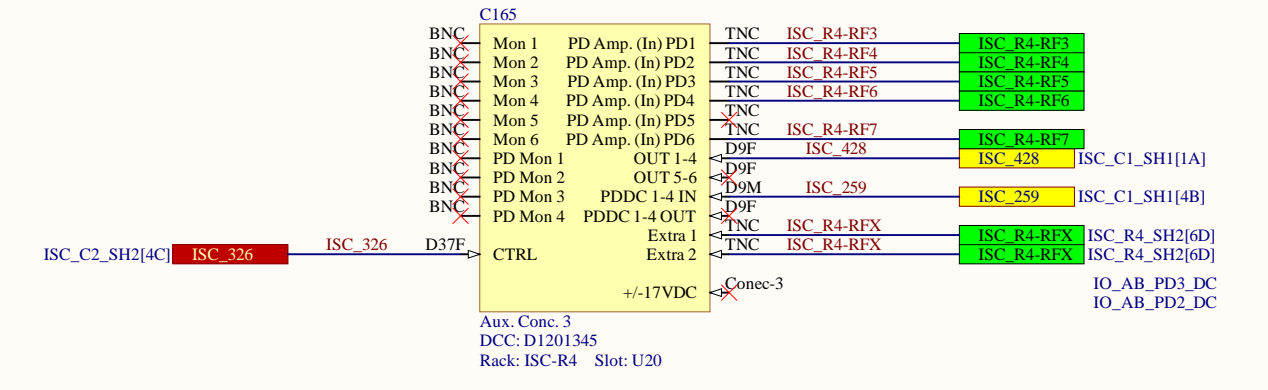 C165
BNC Mon 1 PD Amp. (In) PD1 TNC ISC_R4-RF3 ISC_R4-RF3
BNC Mon 2 PD Amp. (In) PD2 TNC ISC_R4-RF4 ISC_R4-RF4
BNC Mon 3 PD Amp. (In) PD3 TNC ISC_R4-RF5 ISC_R4-RF5
BNC Mon 4 PD Amp. (In) PD4 TNC ISC_R4-RF6 ISC_R4-RF6
BNC Mon 5 PD Amp. (In) PD5 TNC
BNC Mon 6 PD Amp. (In) PD6 TNC ISC_R4-RF7 ISC_R4-RF7
BNC PD Mon 1 OUT 1-4 D9F ISC_428 ISC_428 ISC_C1_SH1[1A]
BNC PD Mon 2 OUT 5-6 D9F
BNC PD Mon 3 PDDC 1-4 IN D9M ISC_259 ISC_259 ISC_C1_SH1[4B]
BNC PD Mon 4 PDDC 1-4 OUT D9F
Extra 1 TNC ISC_R4-RFX ISC_R4-RFX ISC_R4_SH2[6D]
ISC_C2_SH2[4C] ISC_326 ISC_326 D37F CTRL Extra 2 TNC ISC_R4-RFX ISC_R4-RFX ISC_R4_SH2[6D]
+/-17VDC Conec-3 IO_AB_PD3_DC
IO_AB_PD2_DC
Aux. Conc. 3
DCC: D1201345
Rack: ISC-R4 Slot: U20